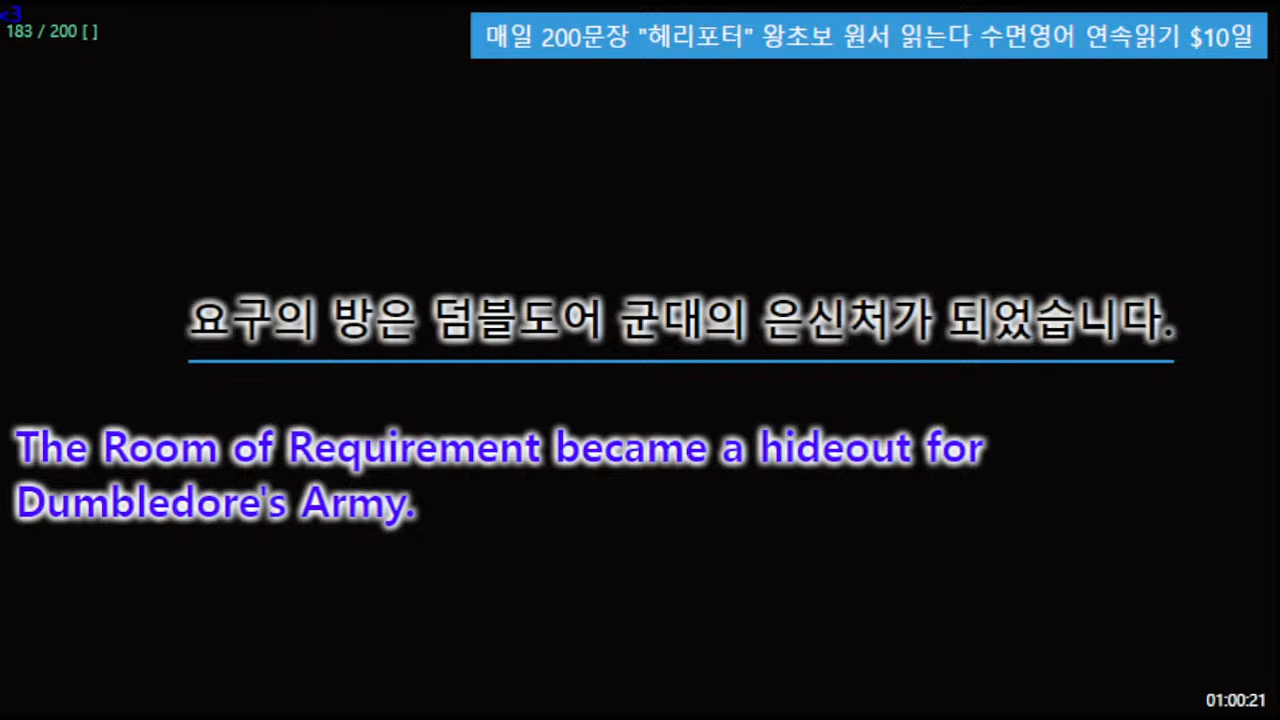 <3
183 / 200 [ ]
매일 200문장 "헤리포터" 왕초보 원서 읽는다 수면영어 연속읽기 $10일
요구의 방은 덤블도어 군대의 은신처가 되었습니다.
The Room of Requirement became a hideout for
Dumbledore's Army.
01:00:21